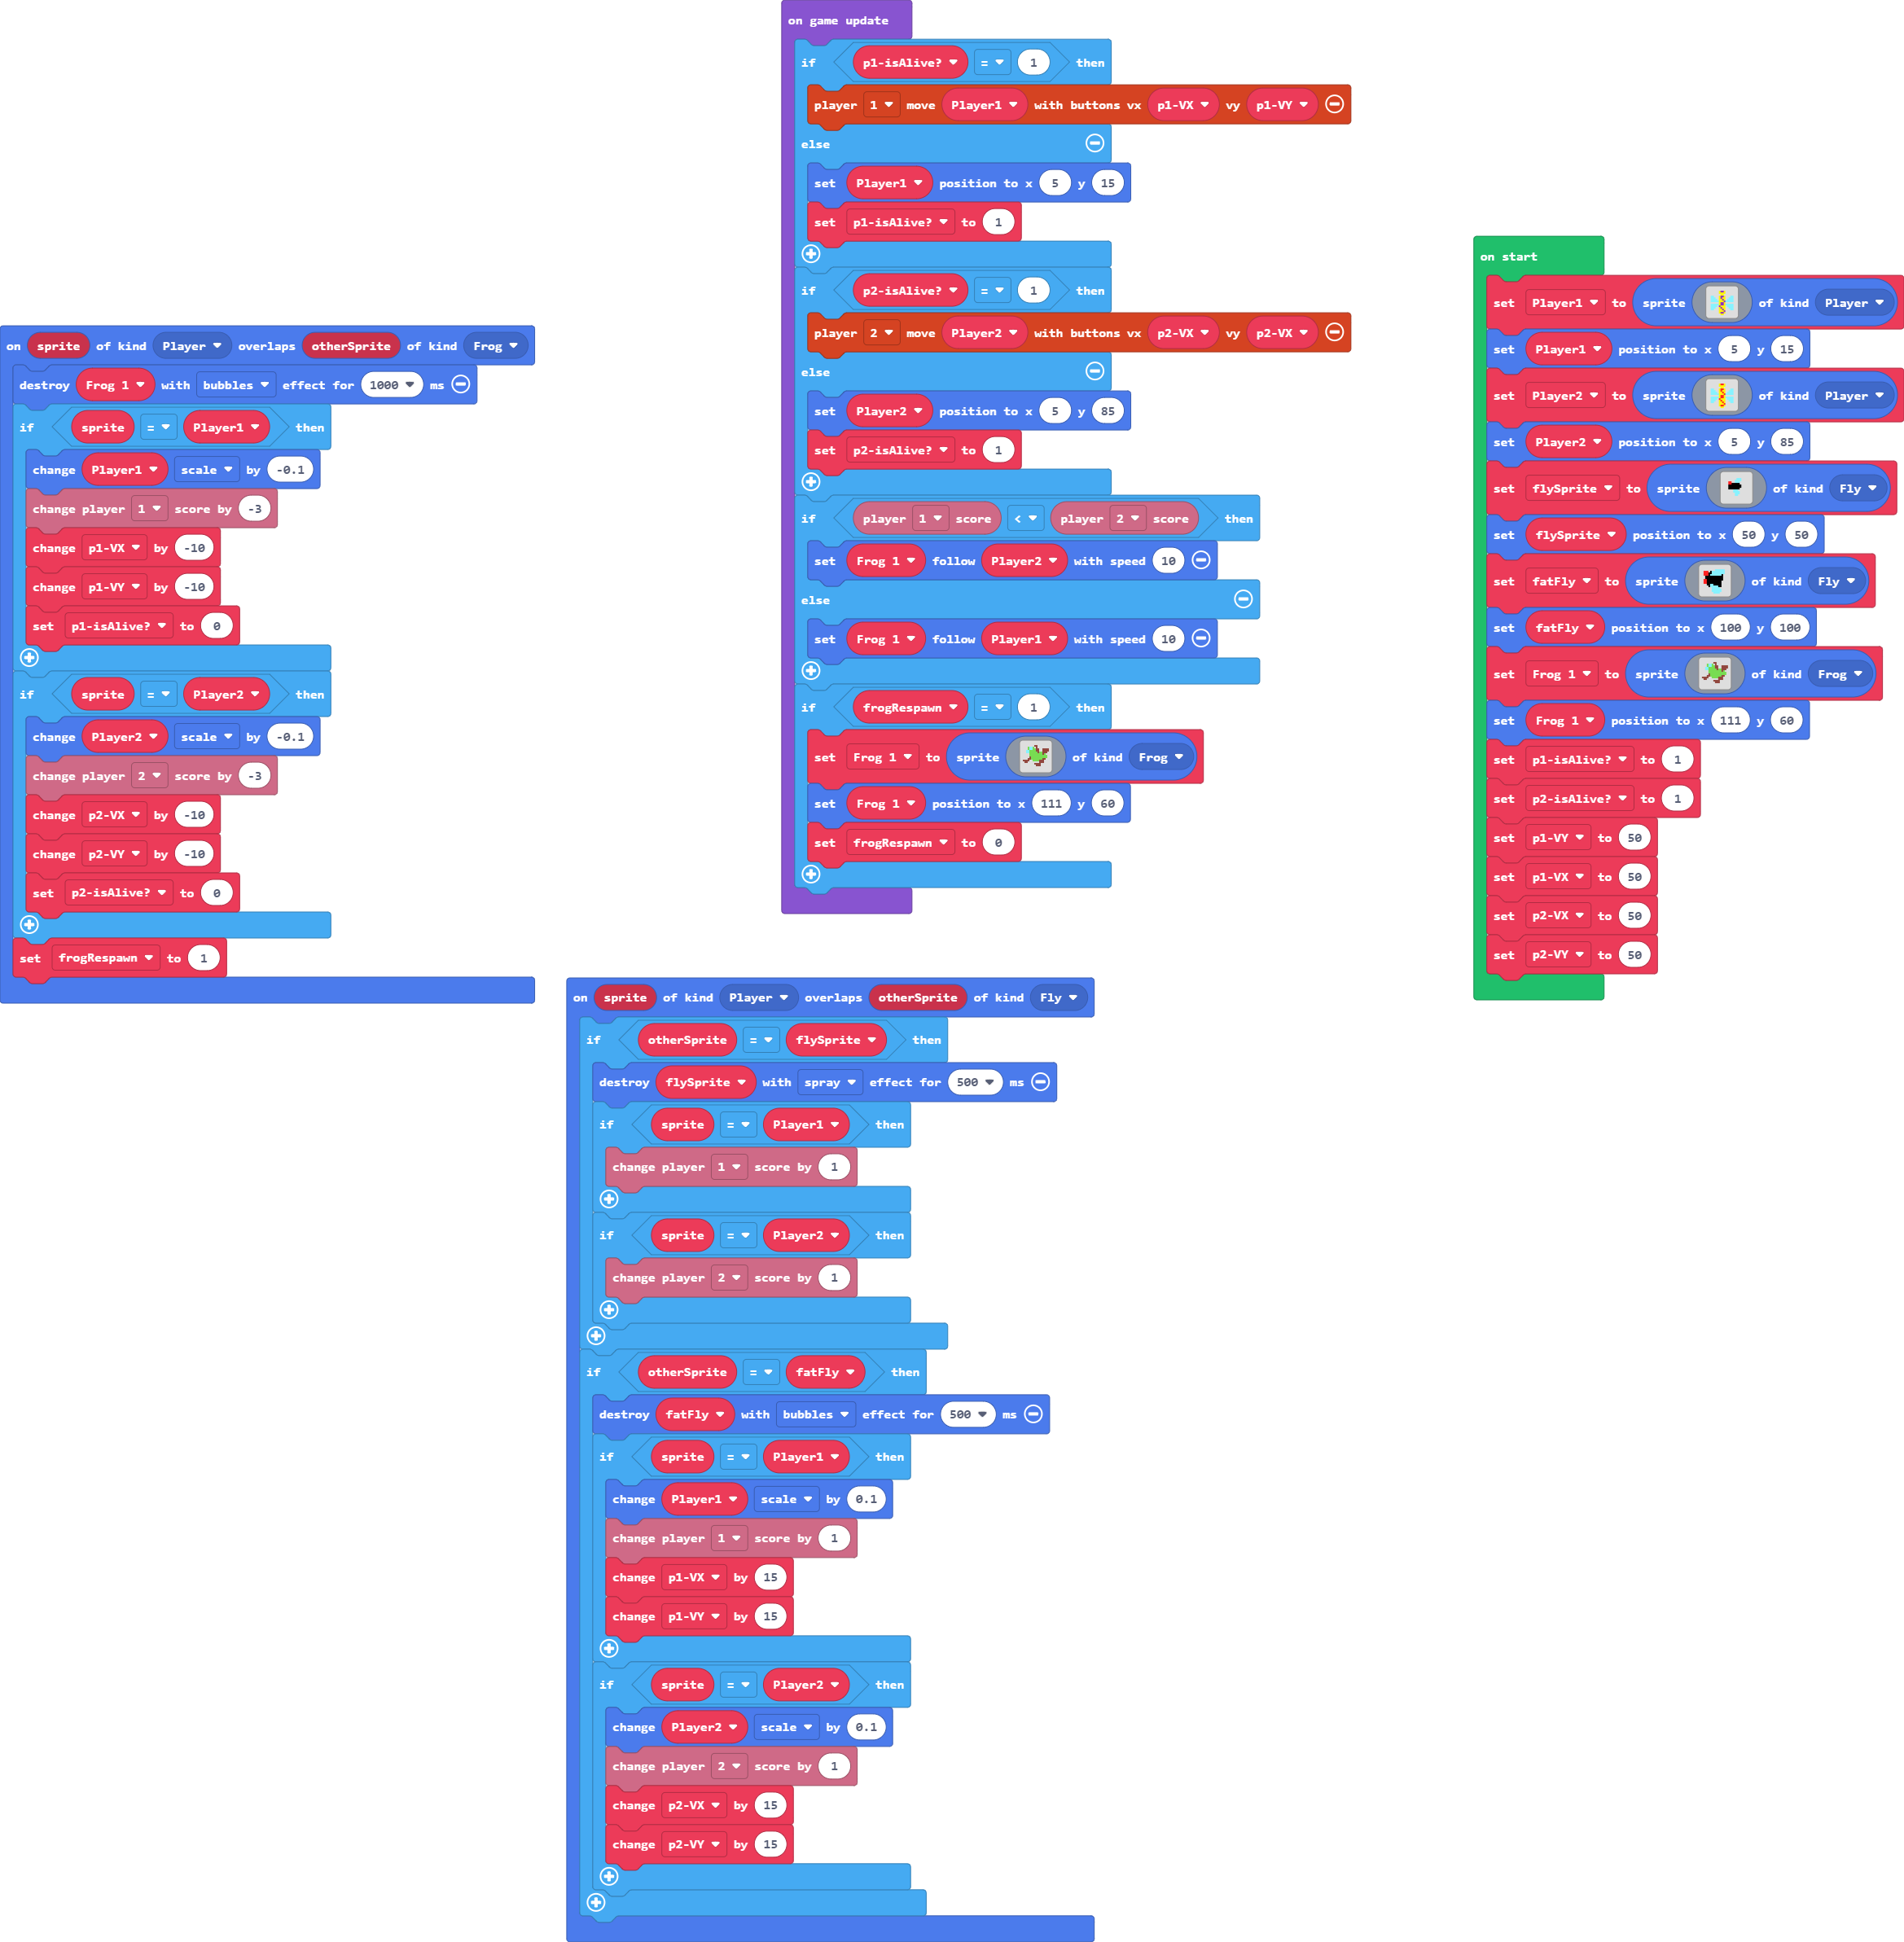 on sprite of kind Player overlaps otherSprite of kind Frog
destroy Frog 1 with bubbles effect for 1000 ms
if sprite = Player1 then
change Player1 scale by -0.1
change player 1 score by -3
change p1-VX by -10
change p1-VY by -10
set p1-isAlive? to 0
if sprite = Player2 then
change Player2 scale by -0.1
change player 2 score by -3
change p2-VX by -10
change p2-VY by -10
set p2-isAlive? to 0
set frogRespawn to 1
on game update
if p1-isAlive? = 1 then
player 1 move Player1 with buttons vx p1-VX vy p1-VY
else
set Player1 position to x 5 y 15
set p1-isAlive? to 1
if p2-isAlive? = 1 then
player 2 move Player2 with buttons vx p2-VX vy p2-VX
else
set Player2 position to x 5 y 85
set p2-isAlive? to 1
if player 1 score < player 2 score then
set Frog 1 follow Player2 with speed 10
else
set Frog 1 follow Player1 with speed 10
if frogRespawn = 1 then
set Frog 1 to sprite of kind Frog
set Frog 1 position to x 111 y 60
set frogRespawn to 0
on start
set Player1 to sprite of kind Player
set Player1 position to x 5 y 15
set Player2 to sprite of kind Player
set Player2 position to x 5 y 85
set flySprite to sprite of kind Fly
set flySprite position to x 50 y 50
set fatFly to sprite of kind Fly
set fatFly position to x 100 y 100
set Frog 1 to sprite of kind Frog
set Frog 1 position to x 111 y 60
set p1-isAlive? to 1
set p2-isAlive? to 1
set p1-VY to 50
set p1-VX to 50
set p2-VX to 50
set p2-VY to 50
on sprite of kind Player overlaps otherSprite of kind Fly
if otherSprite = flySprite then
destroy flySprite with spray effect for 500 ms
if sprite = Player1 then
change player 1 score by 1
if sprite = Player2 then
change player 2 score by 1
if otherSprite = fatFly then
destroy fatFly with bubbles effect for 500 ms
if sprite = Player1 then
change Player1 scale by 0.1
change player 1 score by 1
change p1-VX by 15
change p1-VY by 15
if sprite = Player2 then
change Player2 scale by 0.1
change player 2 score by 1
change p2-VX by 15
change p2-VY by 15